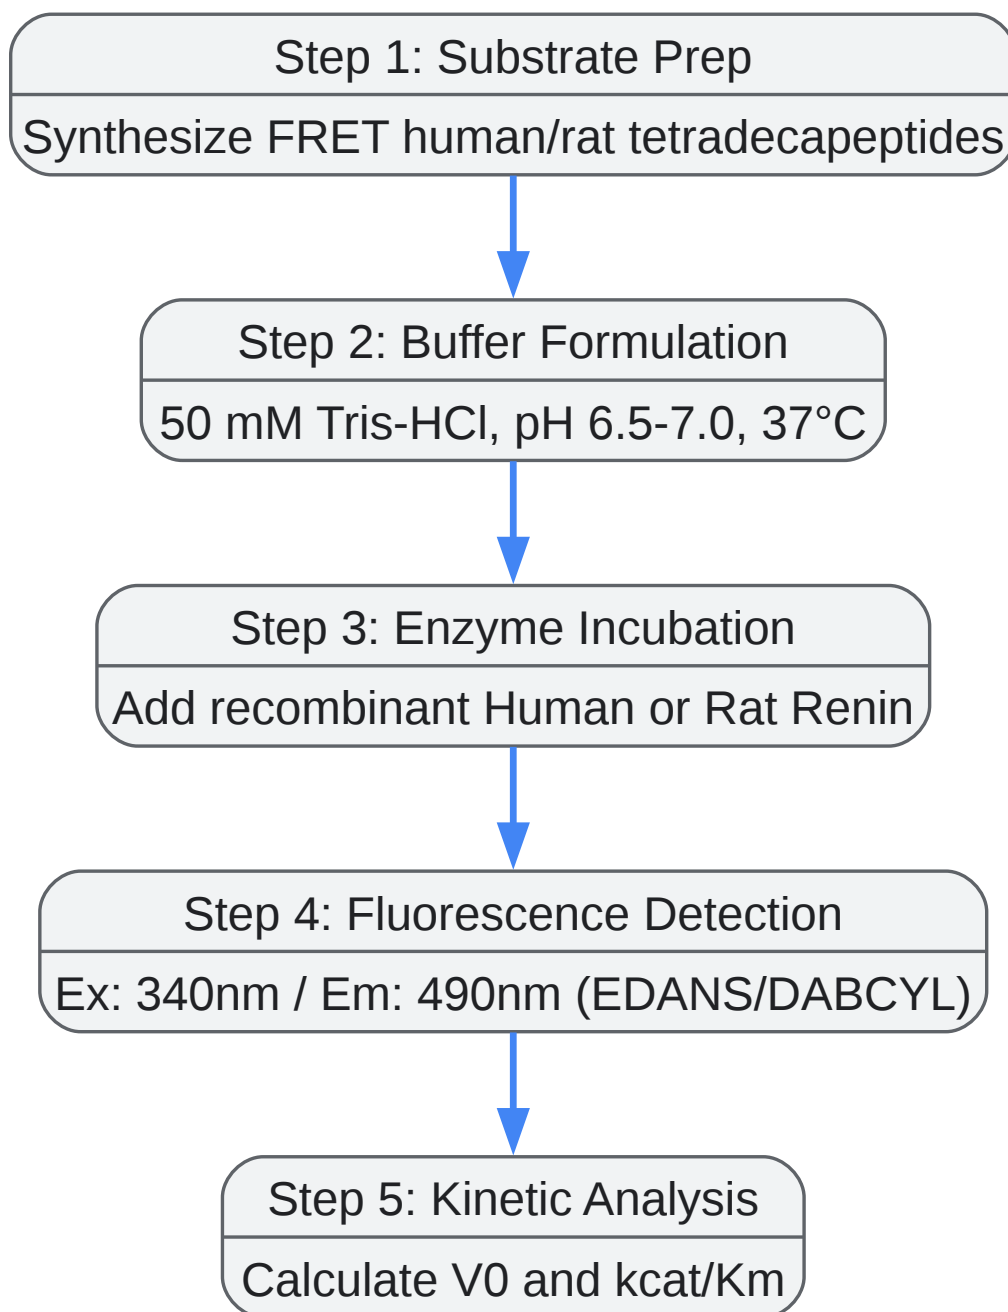 Step 1: Substrate Prep
Synthesize FRET human/rat tetradecapeptides
Step 2: Buffer Formulation
50 mM Tris-HCl, pH 6.5-7.0, 37°C
Step 3: Enzyme Incubation
Add recombinant Human or Rat Renin
Step 4: Fluorescence Detection
Ex: 340nm / Em: 490nm (EDANS/DABCYL)
Step 5: Kinetic Analysis
Calculate V0 and kcat/Km